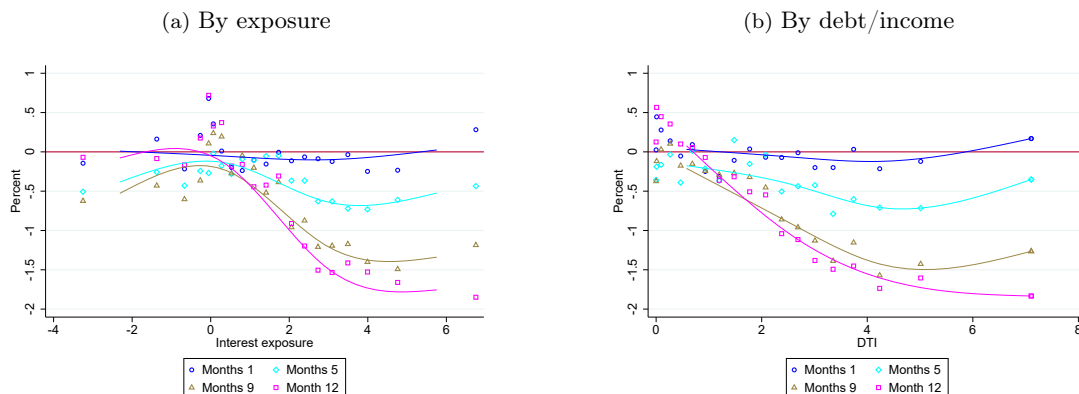 (a) By exposure
(b) By debt/income
1
.5
0
-.5
-1
-1.5
-2
Percent
-4 -2 0 2 4 6
Interest exposure
Months 1 Months 5
Months 9 Month 12
1
.5
0
-.5
-1
-1.5
-2
Percent
0 2 4 6 8
DTI
Months 1 Months 5
Months 9 Month 12